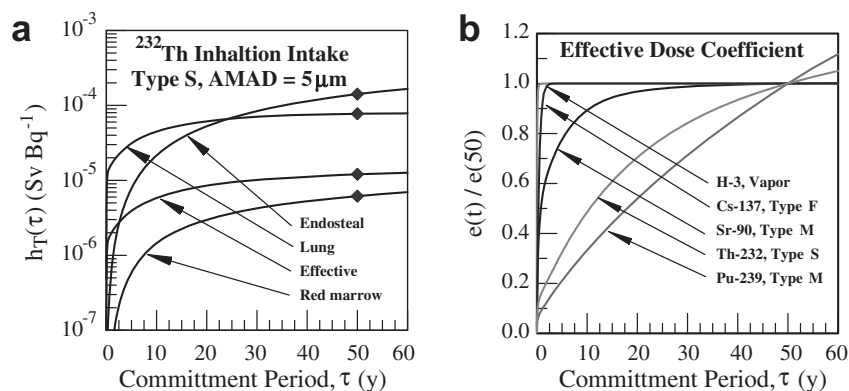 a
²³²Th Inhaltion Intake
Type S, AMAD = 5μm
h_T(τ) (Sv Bq⁻¹)
10⁻³
10⁻⁴
10⁻⁵
10⁻⁶
10⁻⁷
Endosteal
Lung
Effective
Red marrow
0 10 20 30 40 50 60
Committment Period, τ (y)
b
Effective Dose Coefficient
e(t) / e(50)
1.2
1.0
0.8
0.6
0.4
0.2
0.0
H-3, Vapor
Cs-137, Type F
Sr-90, Type M
Th-232, Type S
Pu-239, Type M
0 10 20 30 40 50 60
Committment Period, τ (y)